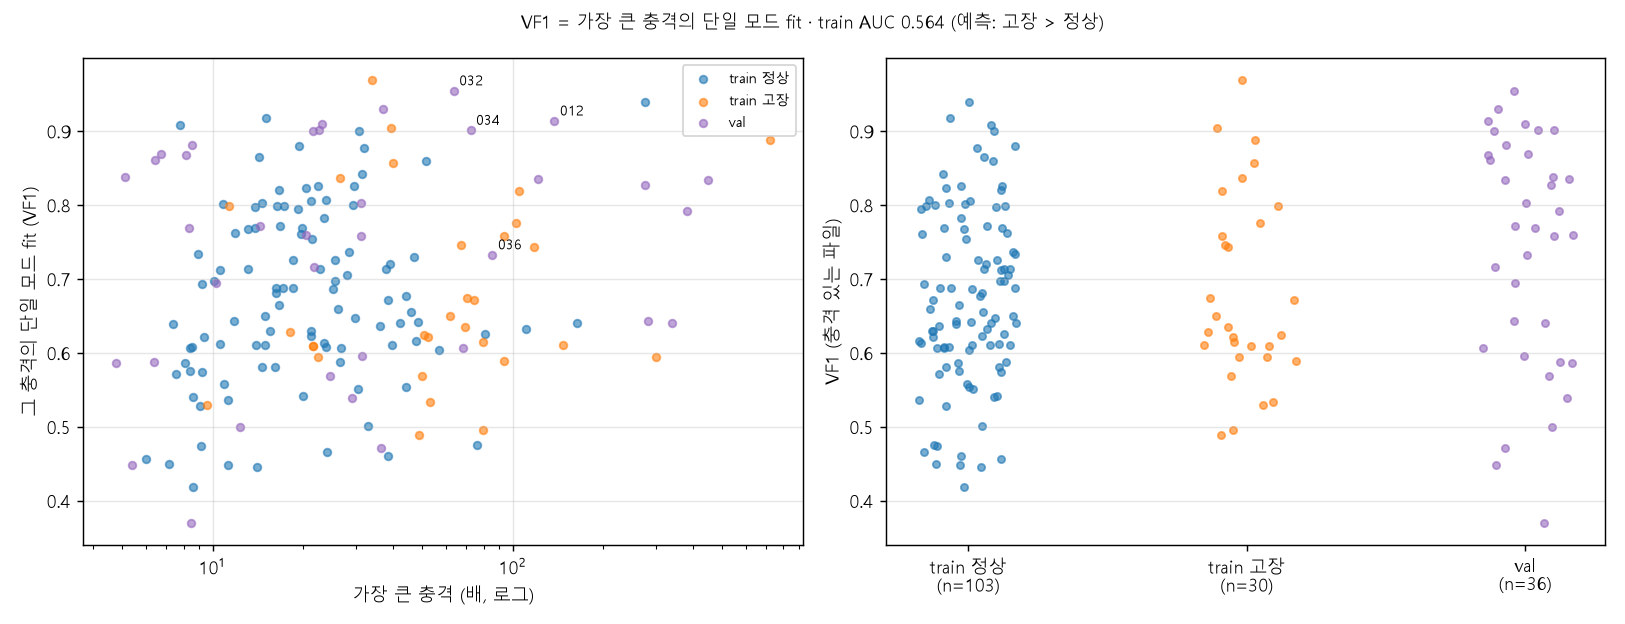 VF1 = 가장 큰 충격의 단일 모드 fit · train AUC 0.564 (예측: 고장 > 정상)
그 충격의 단일 모드 fit (VF1)
0.9
0.8
0.7
0.6
0.5
0.4
032
034
012
036
train 정상
train 고장
val
10¹
10²
가장 큰 충격 (배, 로그)
VF1 (충격 있는 파일)
0.9
0.8
0.7
0.6
0.5
0.4
train 정상
(n=103)
train 고장
(n=30)
val
(n=36)